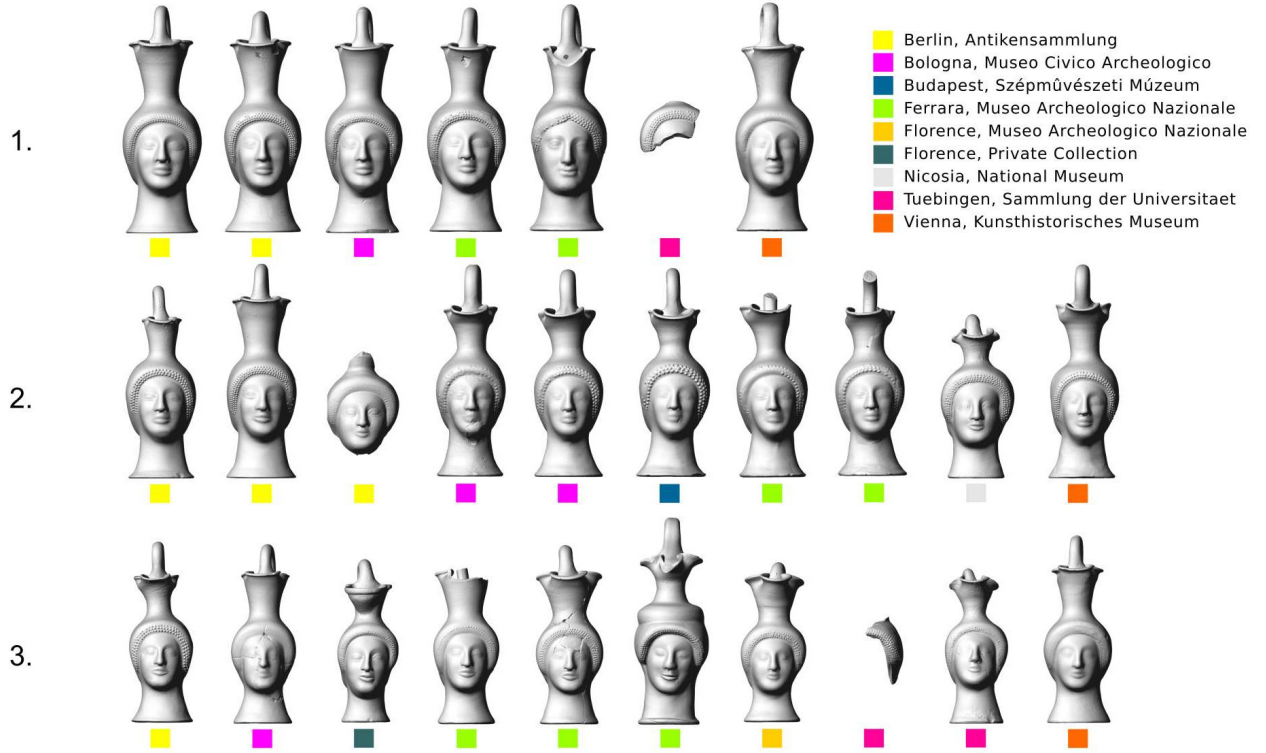 Berlin, Antikensammlung
Bologna, Museo Civico Archeologico
Budapest, Szépmûvészeti Múzeum
Ferrara, Museo Archeologico Nazionale
Florence, Museo Archeologico Nazionale
Florence, Private Collection
Nicosia, National Museum
Tuebingen, Sammlung der Universitaet
Vienna, Kunsthistorisches Museum
1.
2.
3.